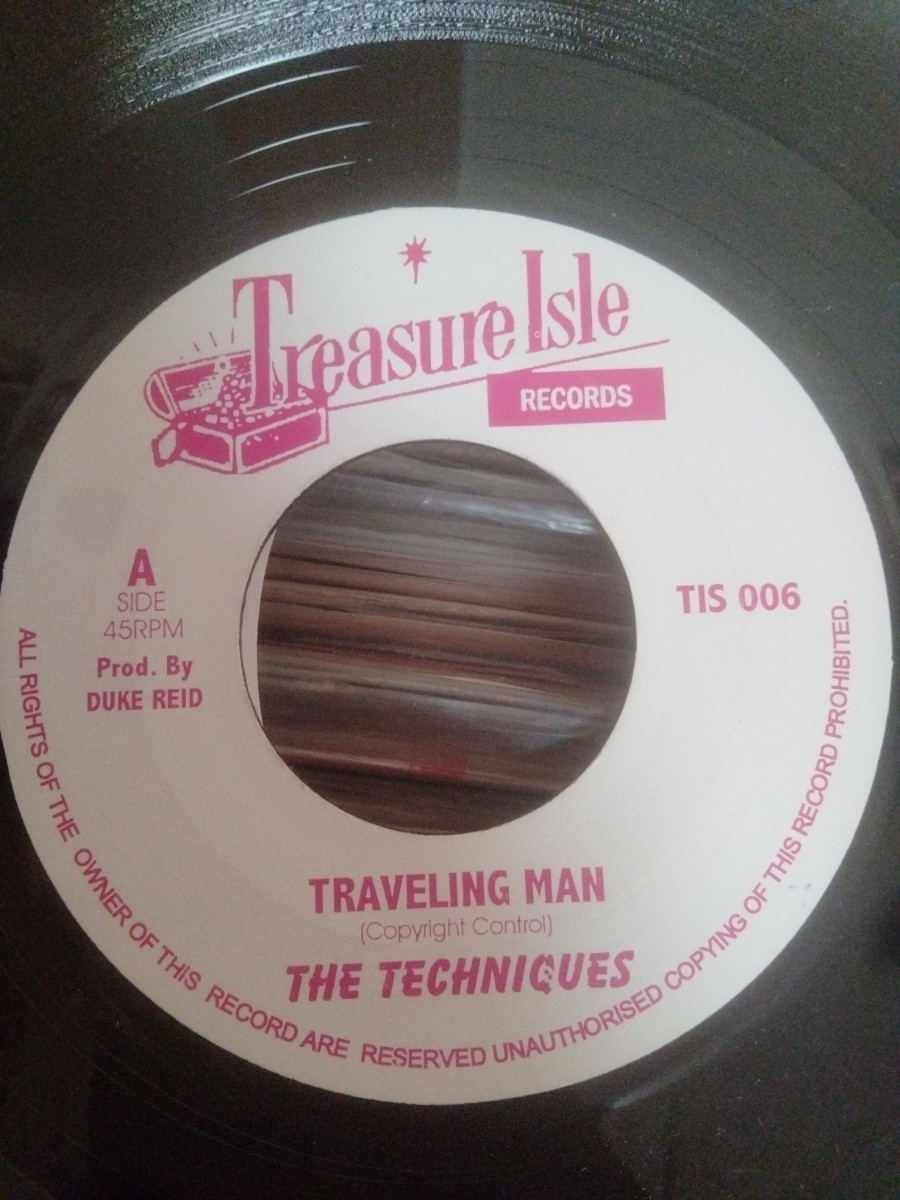 Treasure Isle
RECORDS
A
SIDE
45RPM
Prod. By
DUKE REID
TIS 006
TRAVELING MAN
(Copyright Control)
THE TECHNIQUES
ALL RIGHTS OF THE OWNER OF THIS RECORD ARE RESERVED UNAUTHORISED COPYING OF THIS RECORD PROHIBITED.